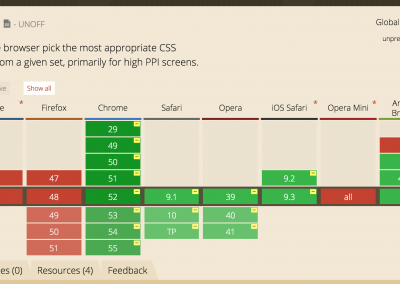 - UNOFF
Global
e browser pick the most appropriate CSS
unpre
om a given set, primarily for high PPI screens.
ve Show all
e * Firefox Chrome Safari Opera iOS Safari * Opera Mini * An
Br
29
49
50
47 51 9.2 4
48 52 9.1 39 9.3 all
49 53 10 40
50 54 TP 41
51 55
es (0) Resources (4) Feedback